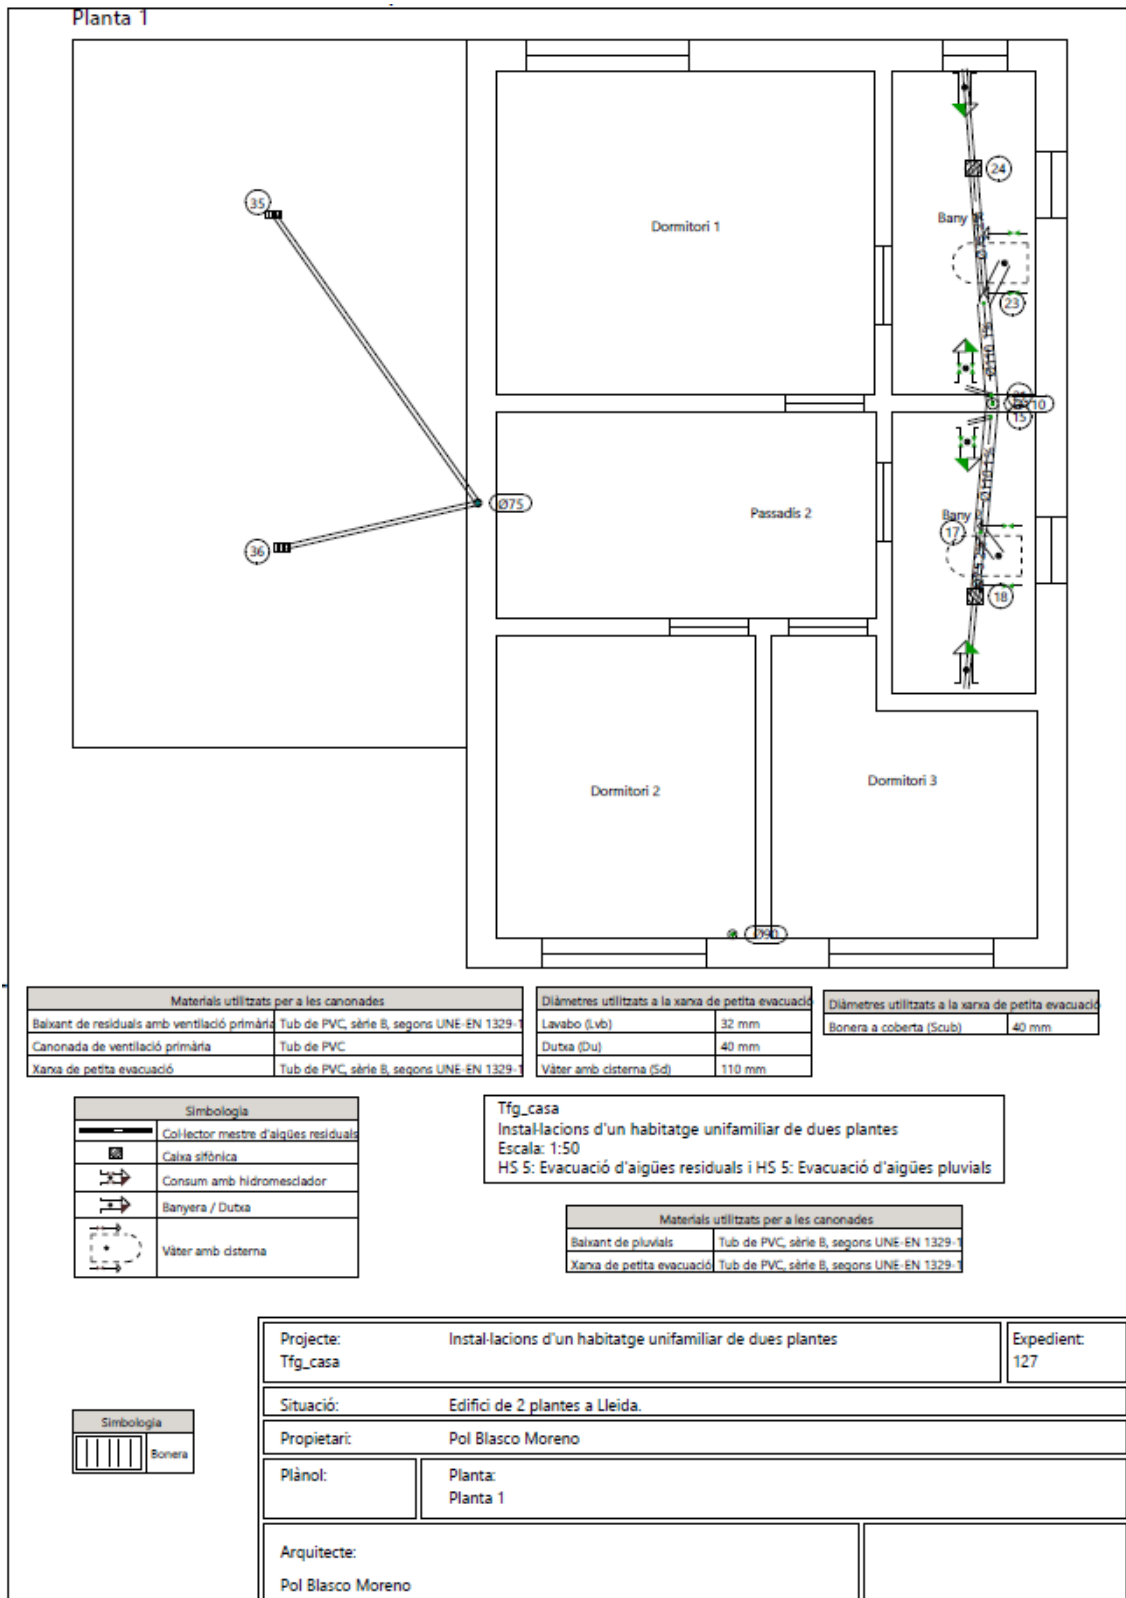 Planta 1
35
Dormitori 1
24
Bany
23
Ø110 1%
15
Ø75
Passadís 2
Ø110 1%
Bany
17
36
18
Dormitori 2
Dormitori 3
Ø90
Materials utilitzats per a les canonades
Baixant de residuals amb ventilació primària Tub de PVC, sèrie B, segons UNE-EN 1329-1
Canonada de ventilació primària Tub de PVC
Xarxa de petita evacuació Tub de PVC, sèrie B, segons UNE-EN 1329-1
Diàmetres utilitzats a la xarxa de petita evacuació
Lavabo (Lvb) 32 mm
Dutxa (Du) 40 mm
Vàter amb cisterna (Sd) 110 mm
Diàmetres utilitzats a la xarxa de petita evacuació
Bonera a coberta (Scub) 40 mm
Simbologia
Col·lector mestre d'aigües residuals
Caixa sifònica
Consum amb hidromesclador
Banyera / Dutxa
Vàter amb cisterna
Tfg_casa
Instal·lacions d'un habitatge unifamiliar de dues plantes
Escala: 1:50
HS 5: Evacuació d'aigües residuals i HS 5: Evacuació d'aigües pluvials
Materials utilitzats per a les canonades
Baixant de pluvials Tub de PVC, sèrie B, segons UNE-EN 1329-1
Xarxa de petita evacuació Tub de PVC, sèrie B, segons UNE-EN 1329-1
Projecte: Instal·lacions d'un habitatge unifamiliar de dues plantes
Tfg_casa
Expedient:
127
Situació: Edifici de 2 plantes a Lleida.
Propietari: Pol Blasco Moreno
Simbologia
Bonera
Plànol:
Planta:
Planta 1
Arquitecte:
Pol Blasco Moreno